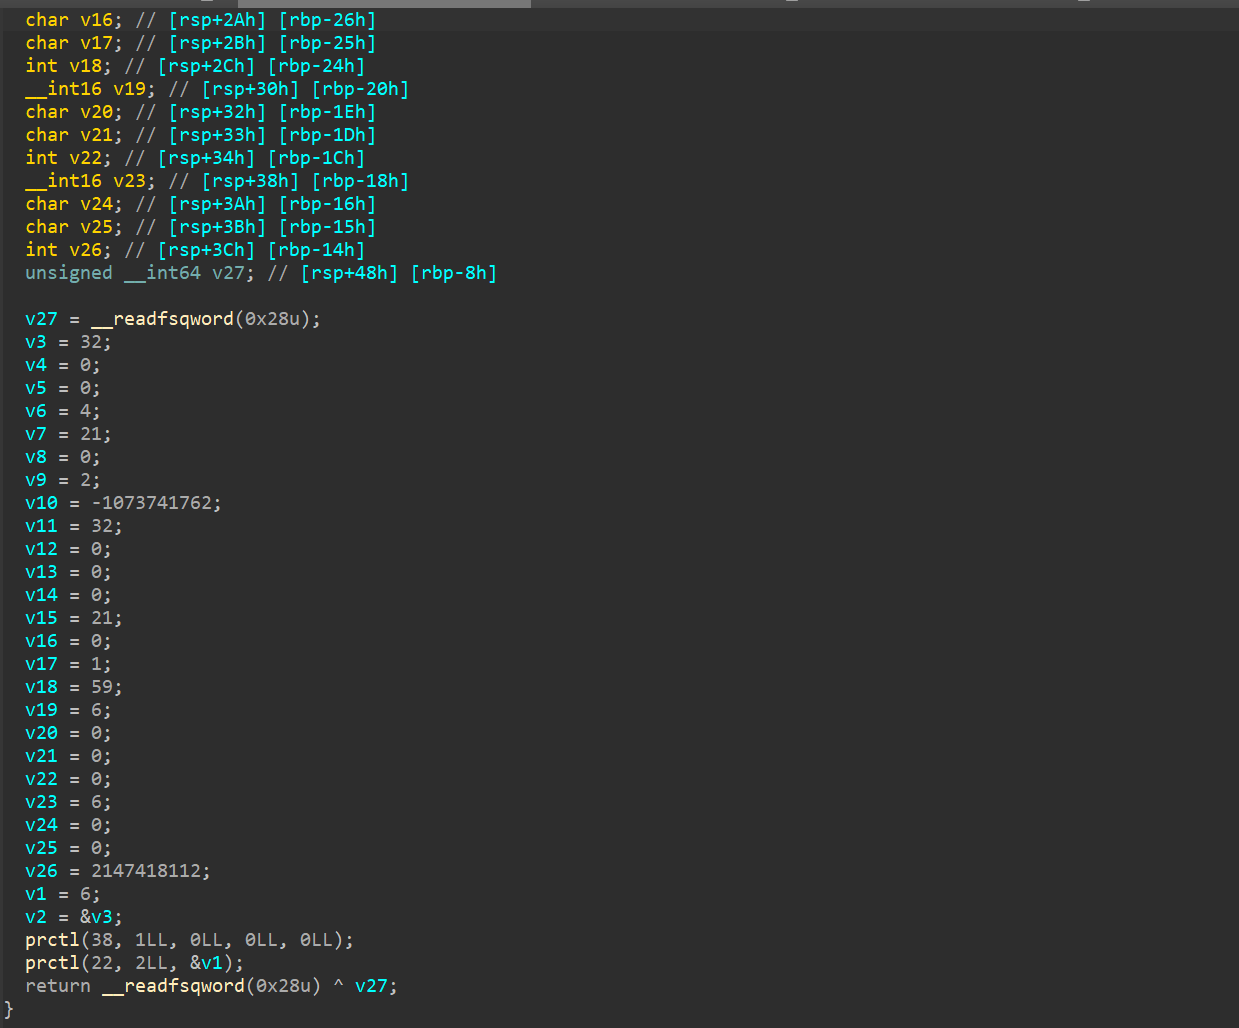 char v16; // [rsp+2Ah] [rbp-26h]
char v17; // [rsp+2Bh] [rbp-25h]
int v18; // [rsp+2Ch] [rbp-24h]
__int16 v19; // [rsp+30h] [rbp-20h]
char v20; // [rsp+32h] [rbp-1Eh]
char v21; // [rsp+33h] [rbp-1Dh]
int v22; // [rsp+34h] [rbp-1Ch]
__int16 v23; // [rsp+38h] [rbp-18h]
char v24; // [rsp+3Ah] [rbp-16h]
char v25; // [rsp+3Bh] [rbp-15h]
int v26; // [rsp+3Ch] [rbp-14h]
unsigned __int64 v27; // [rsp+48h] [rbp-8h]
v27 = __readfsqword(0x28u);
v3 = 32;
v4 = 0;
v5 = 0;
v6 = 4;
v7 = 21;
v8 = 0;
v9 = 2;
v10 = -1073741762;
v11 = 32;
v12 = 0;
v13 = 0;
v14 = 0;
v15 = 21;
v16 = 0;
v17 = 1;
v18 = 59;
v19 = 6;
v20 = 0;
v21 = 0;
v22 = 0;
v23 = 6;
v24 = 0;
v25 = 0;
v26 = 2147418112;
v1 = 6;
v2 = &v3;
prctl(38, 1LL, 0LL, 0LL, 0LL);
prctl(22, 2LL, &v1);
return __readfsqword(0x28u) ^ v27;
}